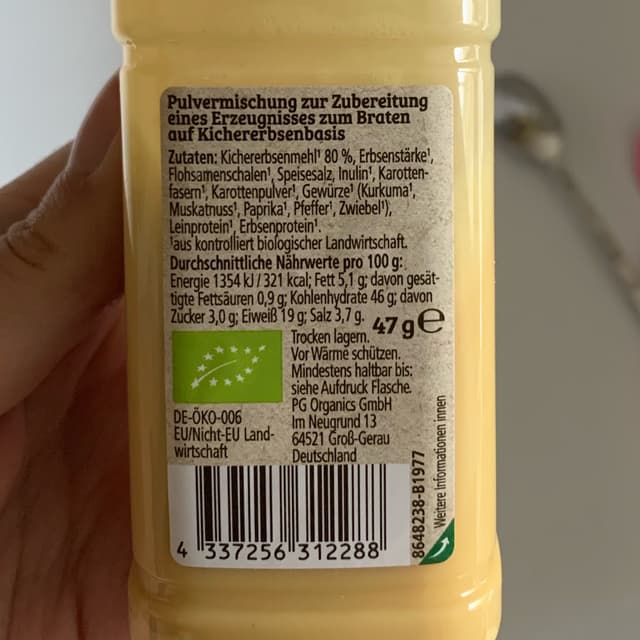 Pulvermischung zur Zubereitung
eines Erzeugnisses zum Braten
auf Kichererbsenbasis
Zutaten: Kichererbsenmehl¹ 80 %, Erbsenstärke¹,
Flohsamenschalen¹, Speisesalz, Inulin¹, Karotten-
fasern¹, Karottenpulver¹, Gewürze¹ (Kurkuma¹,
Muskatnuss¹, Paprika¹, Pfeffer¹, Zwiebel¹),
Leinprotein¹, Erbsenprotein¹.
¹aus kontrolliert biologischer Landwirtschaft.
Durchschnittliche Nährwerte pro 100 g:
Energie 1354 kJ / 321 kcal; Fett 5,1 g; davon gesät-
tigte Fettsäuren 0,9 g; Kohlenhydrate 46 g; davon
Zucker 3,0 g; Eiweiß 19 g; Salz 3,7 g.
47 g e
Trocken lagern.
Vor Wärme schützen.
Mindestens haltbar bis:
siehe Aufdruck Flasche.
PG Organics GmbH
Im Neugrund 13
64521 Groß-Gerau
Deutschland
DE-ÖKO-006
EU/Nicht-EU Land-
wirtschaft
Weitere Informationen innen
8648238-B1977
4 337256 312288